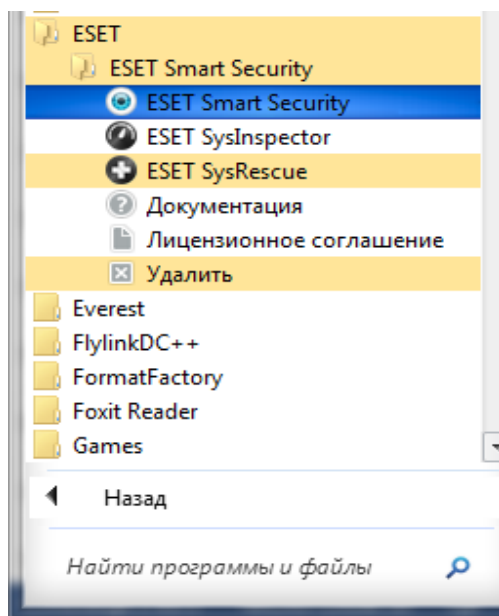 ESET
ESET Smart Security
ESET Smart Security
ESET SysInspector
ESET SysRescue
Документация
Лицензионное соглашение
Удалить
Everest
FlylinkDC++
FormatFactory
Foxit Reader
Games
Назад
Найти программы и файлы